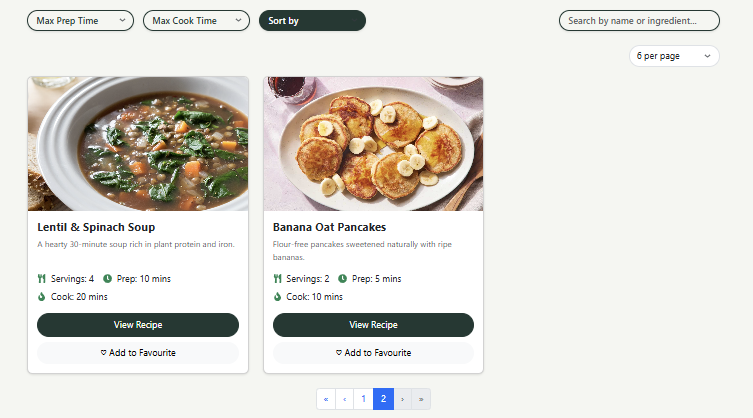 Max Prep Time
Max Cook Time
Sort by
Search by name or ingredient...
6 per page
Lentil & Spinach Soup
A hearty 30-minute soup rich in plant protein and iron.
Servings: 4 Prep: 10 mins
Cook: 20 mins
View Recipe
♡ Add to Favourite
Banana Oat Pancakes
Flour-free pancakes sweetened naturally with ripe
bananas.
Servings: 2 Prep: 5 mins
Cook: 10 mins
View Recipe
♡ Add to Favourite
« ‹ 1 2 › »